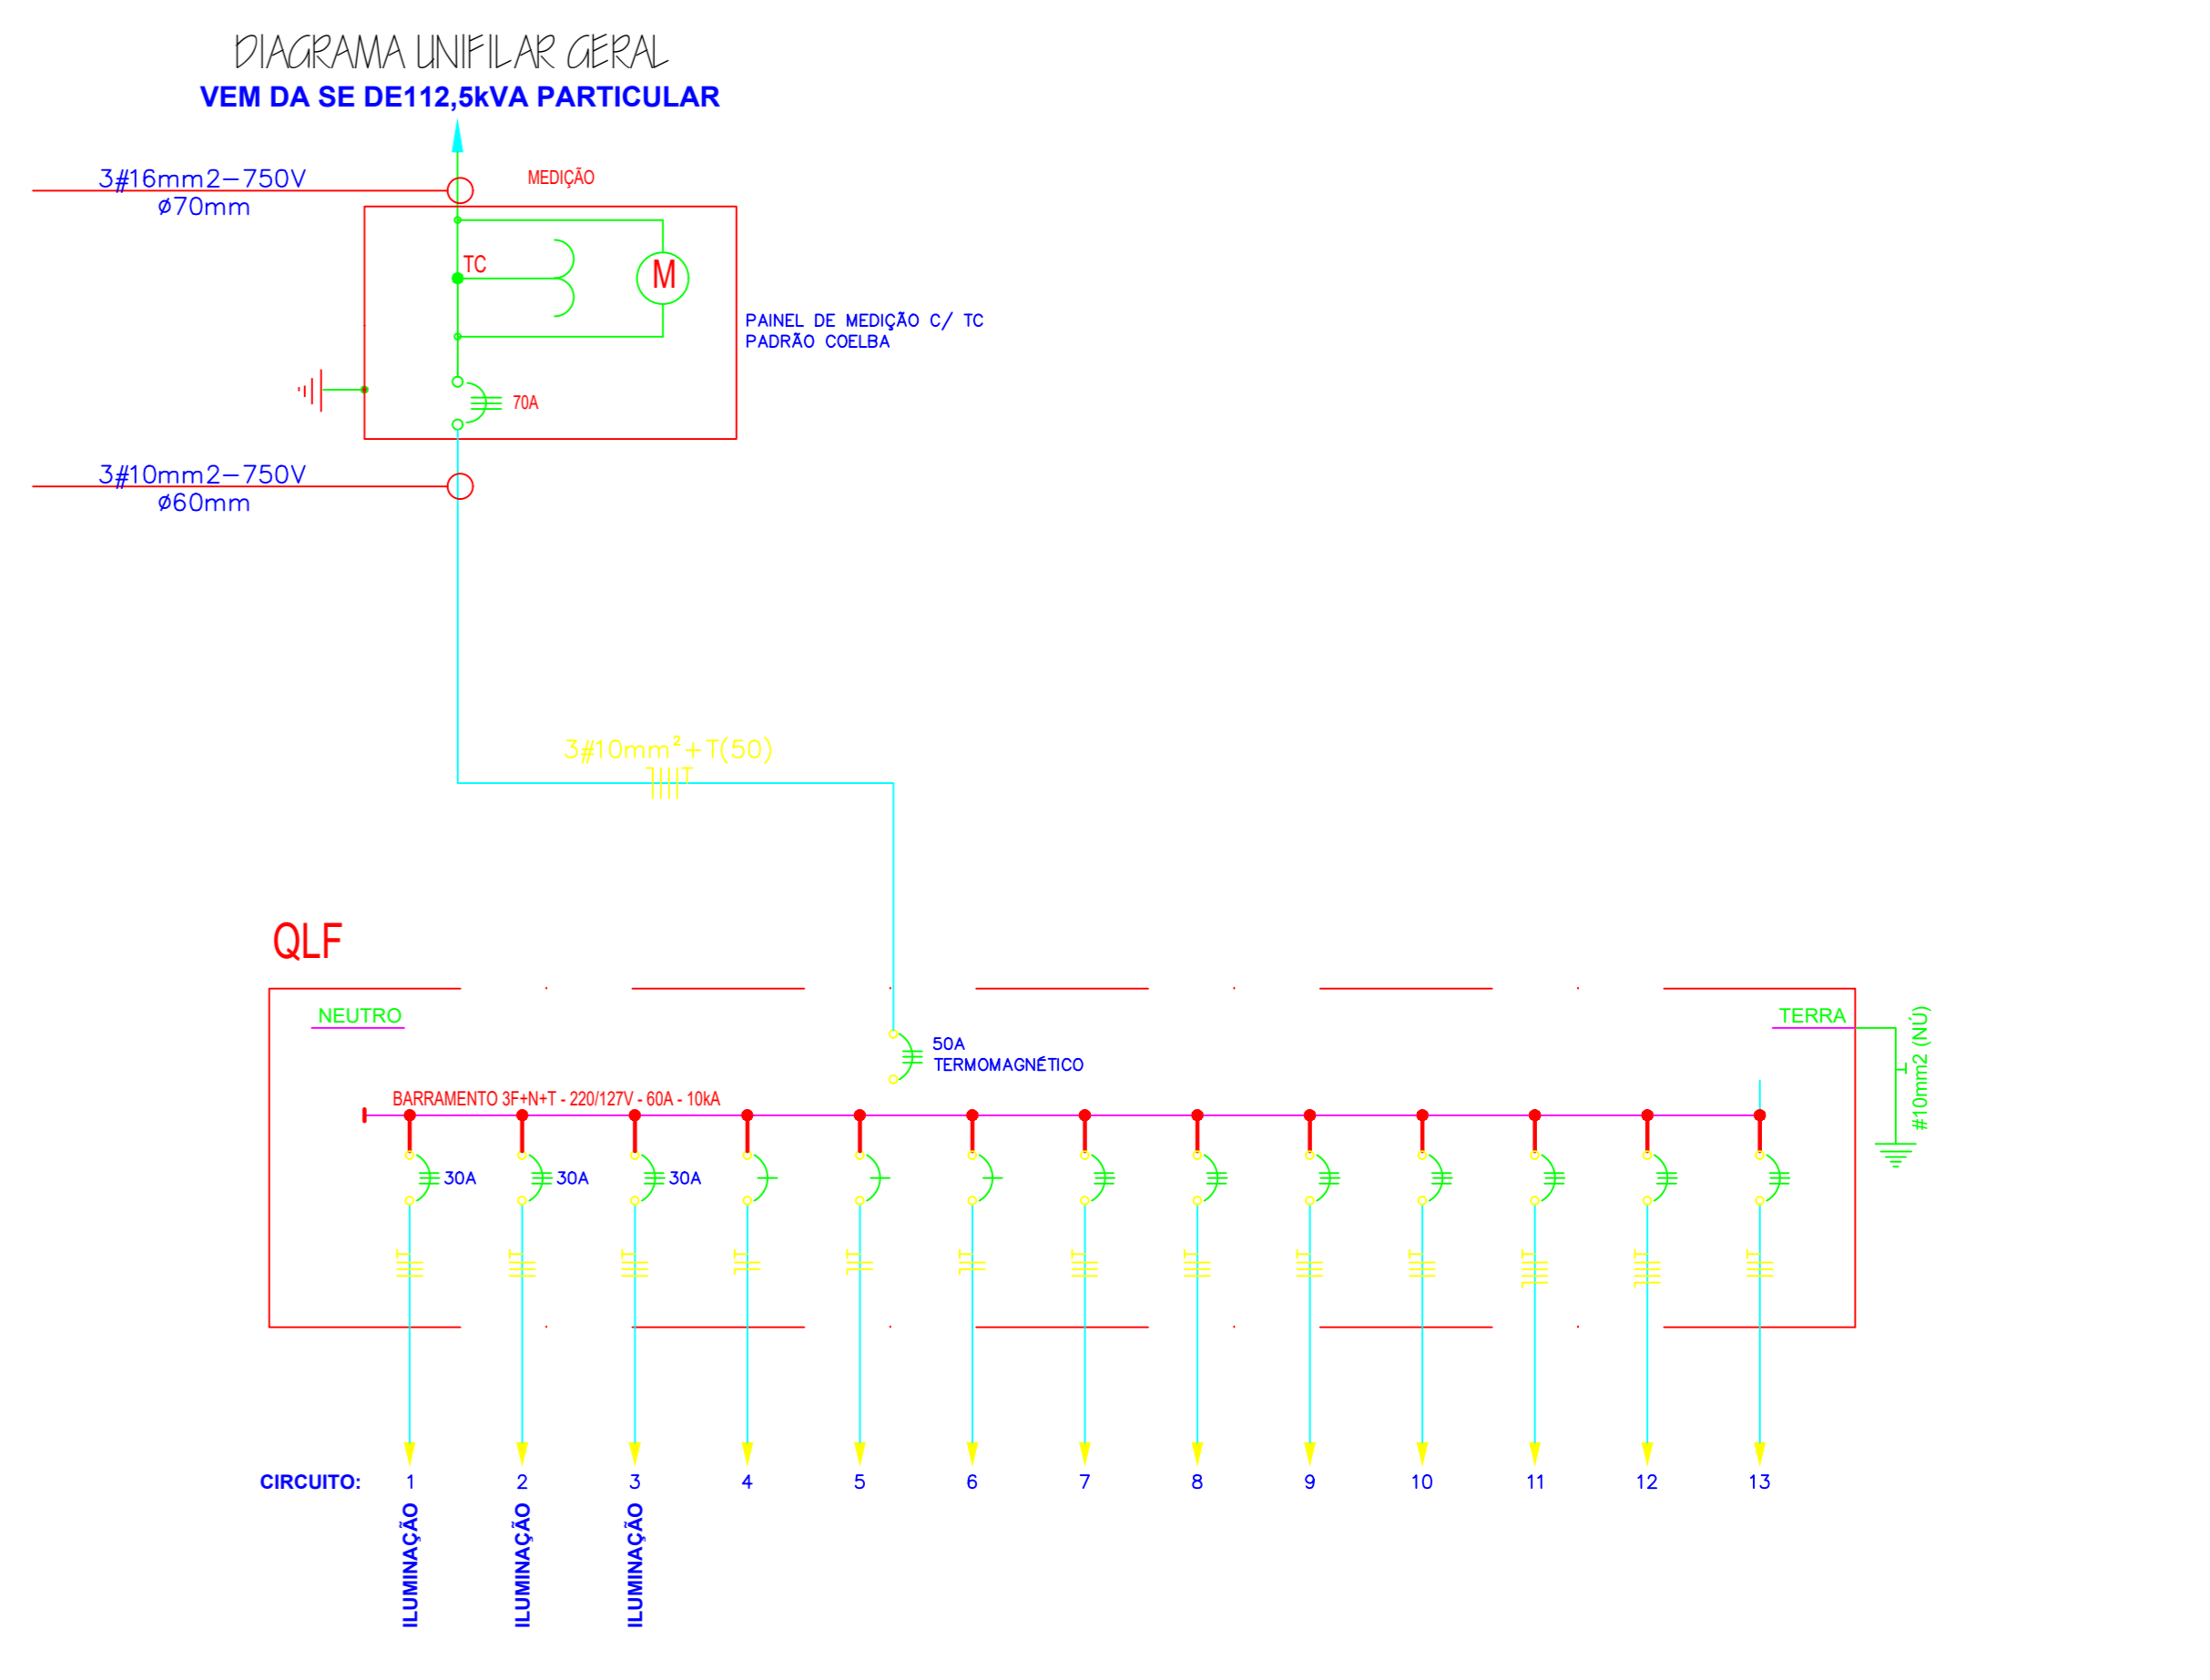 DIAGRAMA UNIFILAR GERAL
VEM DA SE DE112,5kVA PARTICULAR
3#16mm2-750V
ø70mm
MEDIÇÃO
TC
M
PAINEL DE MEDIÇÃO C/ TC
PADRÃO COELBA
70A
3#10mm2-750V
ø60mm
3#10mm²+T(50)
QLF
NEUTRO
TERRA
#10mm2 (NÚ)
50A
TERMOMAGNÉTICO
BARRAMENTO 3F+N+T - 220/127V - 60A - 10kA
30A 30A 30A
CIRCUITO: 1 2 3 4 5 6 7 8 9 10 11 12 13
ILUMINAÇÃO
ILUMINAÇÃO
ILUMINAÇÃO